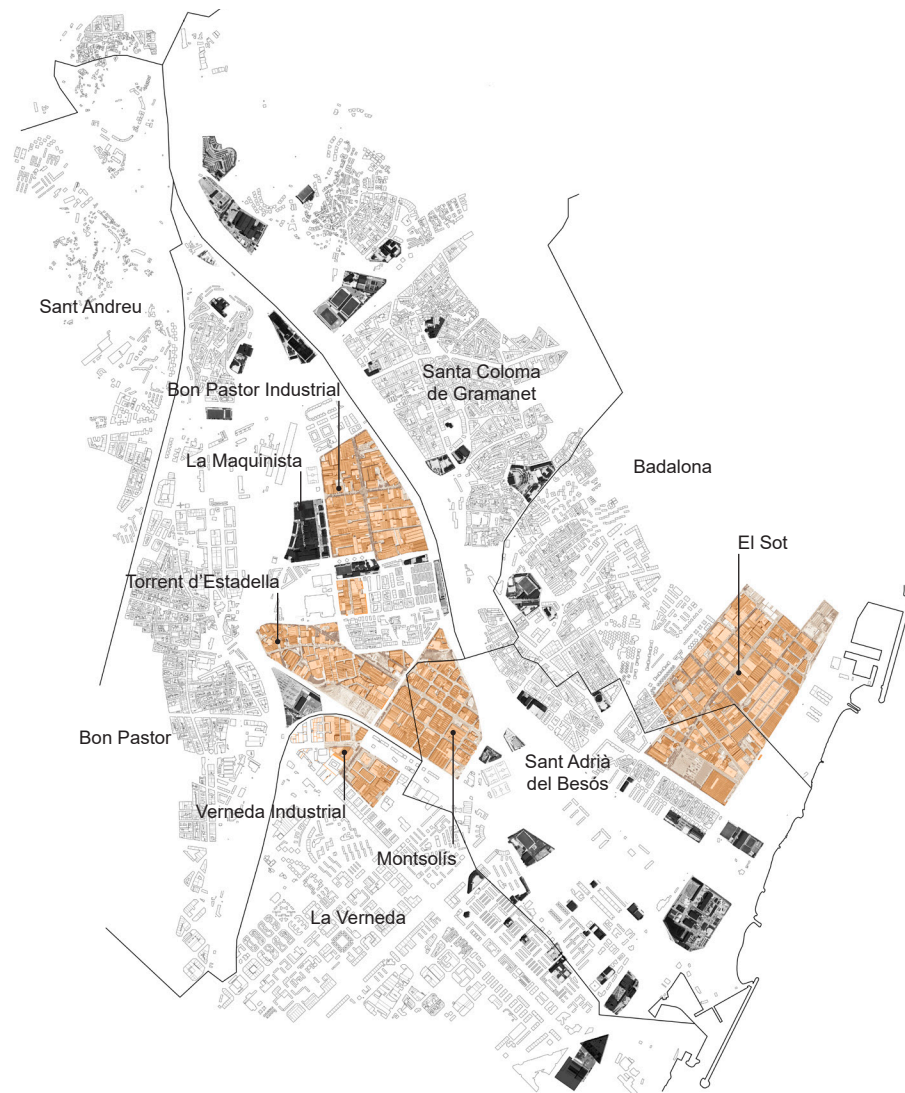 Sant Andreu
Bon Pastor Industrial
Santa Coloma
de Gramanet
La Maquinista
Badalona
El Sot
Torrent d'Estadella
Bon Pastor
Sant Adrià
del Besós
Verneda Industrial
Montsolís
La Verneda